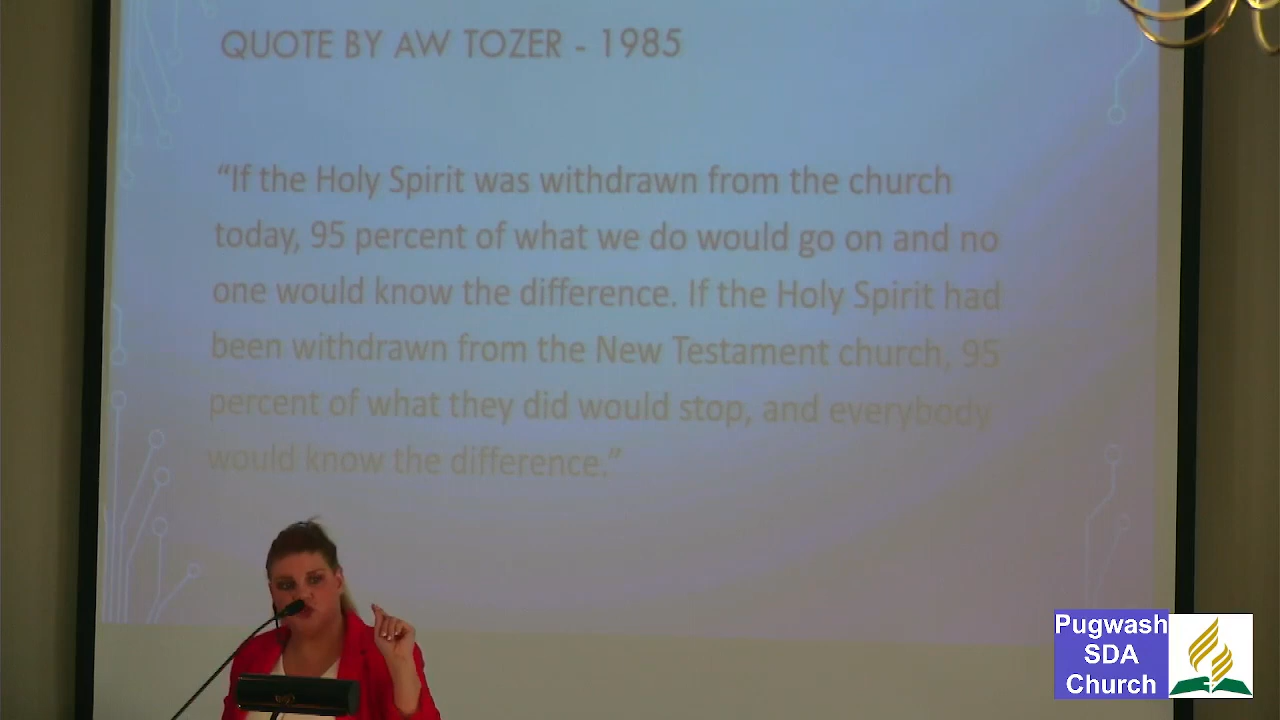 QUOTE BY AW TOZER - 1985
“If the Holy Spirit was withdrawn from the church
today, 95 percent of what we do would go on and no
one would know the difference. If the Holy Spirit had
been withdrawn from the New Testament church, 95
percent of what they did would stop, and everybody
would know the difference.”
Pugwash
SDA
Church